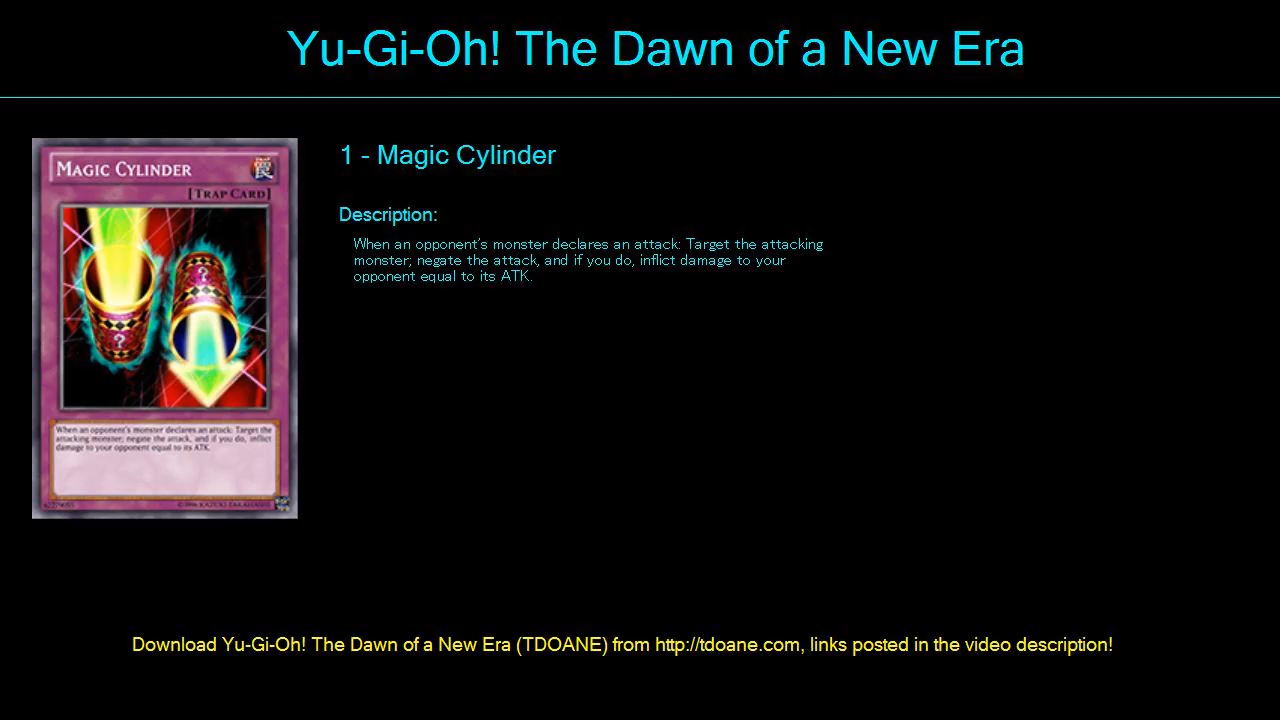 Yu-Gi-Oh! The Dawn of a New Era
MAGIC CYLINDER
罠
[TRAP CARD]
?
?
When an opponent's monster declares an attack: Target the
attacking monster; negate the attack, and if you do, inflict
damage to your opponent equal to its ATK.
©1996 KAZUKI TAKAHASHI
1 - Magic Cylinder
Description:
When an opponent's monster declares an attack: Target the attacking
monster; negate the attack, and if you do, inflict damage to your
opponent equal to its ATK.
Download Yu-Gi-Oh! The Dawn of a New Era (TDOANE) from http://tdoane.com, links posted in the video description!